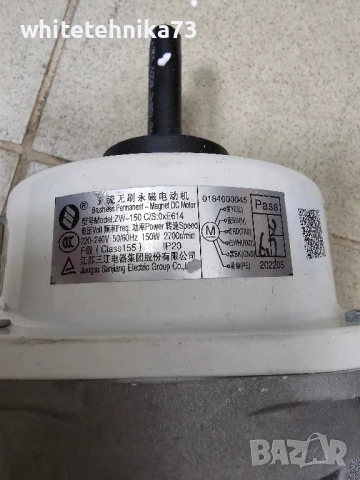 whitetehnika73
直流无刷永磁电动机
Brushless Permanent - Magnet DC Motor
型号Model:ZW-150 C/S:0xE614
电压Volt 频率Freq. 功率Power 转速Speed
220-240V 50/60Hz 150W 2700r/min
F级 (Class155) IP20
江苏三江电器集团股份有限公司
Jiangsu Sanjiang Electric Group Co.,Ltd
0184000045
M
Pass
202205
BAZAR